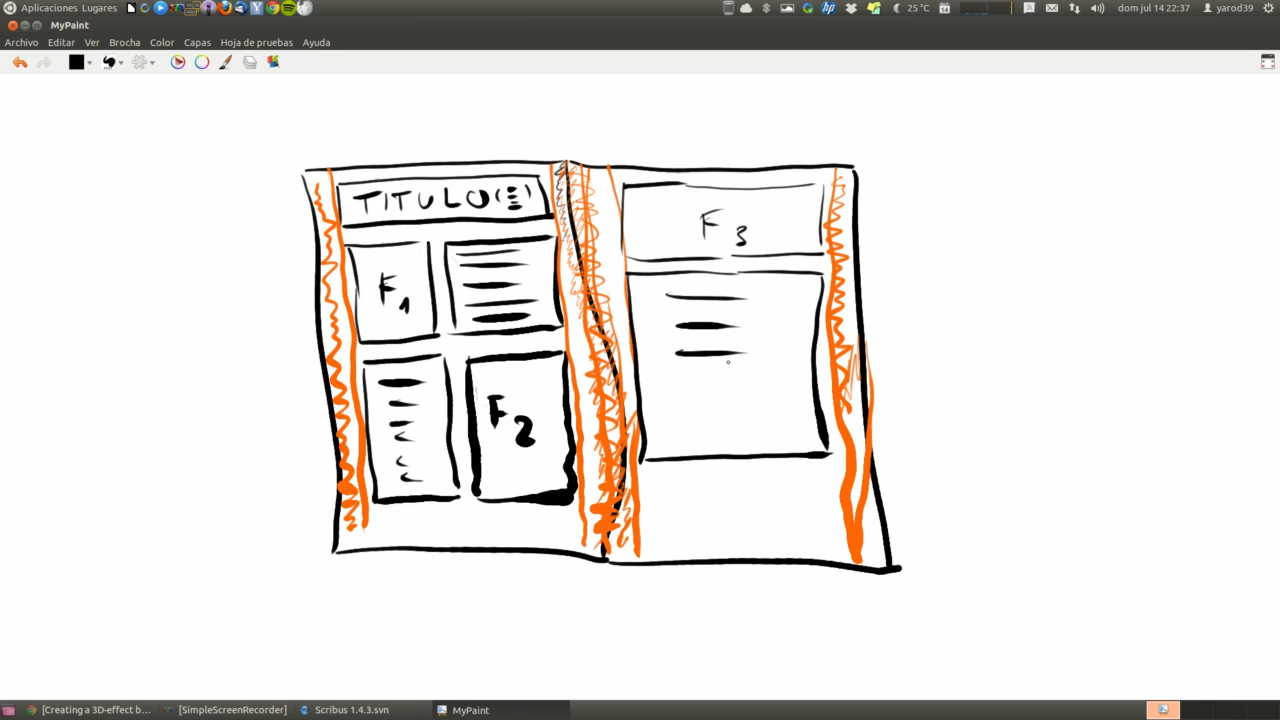 Aplicaciones Lugares
25 °C
dom jul 14 22:37
yarod39
MyPaint
Archivo Editar Ver Brocha Color Capas Hoja de pruebas Ayuda
TITULO(
F1
F2
F3
[Creating a 3D-effect b...
[SimpleScreenRecorder]
Scribus 1.4.3.svn
MyPaint